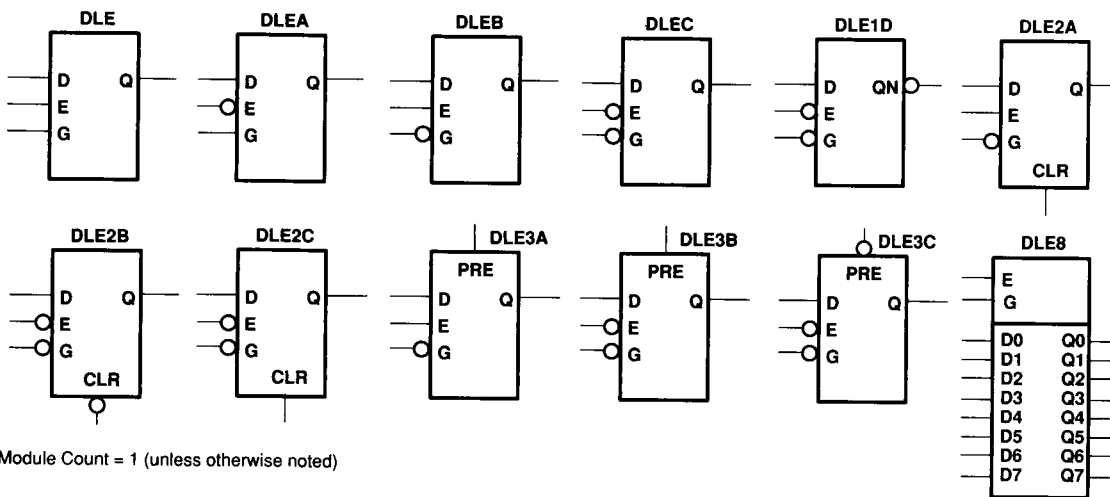 DLE
D Q
E
G
DLEA
D Q
E
G
DLEB
D Q
E
G
DLEC
D Q
E
G
DLE1D
D QN
E
G
DLE2A
D Q
E
G
CLR
DLE2B
D Q
E
G
CLR
DLE2C
D Q
E
G
CLR
DLE3A
PRE
D Q
E
G
DLE3B
PRE
D Q
E
G
DLE3C
PRE
D Q
E
G
DLE8
E
G
D0 Q0
D1 Q1
D2 Q2
D3 Q3
D4 Q4
D5 Q5
D6 Q6
D7 Q7
Module Count = 1 (unless otherwise noted)